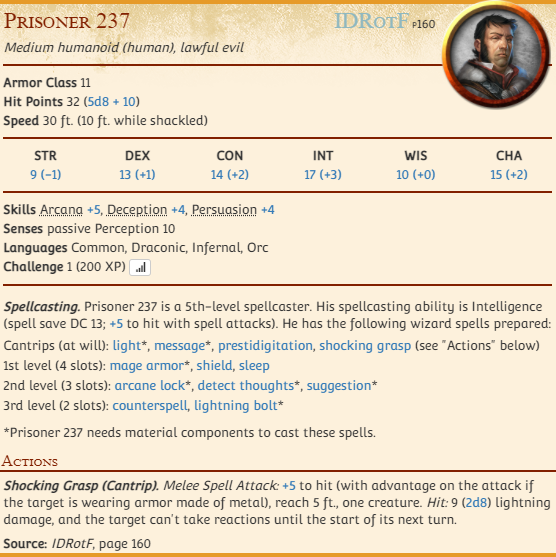 Prisoner 237 IDRotF p160
Medium humanoid (human), lawful evil
Armor Class 11
Hit Points 32 (5d8 + 10)
Speed 30 ft. (10 ft. while shackled)
STR DEX CON INT WIS CHA
9 (−1) 13 (+1) 14 (+2) 17 (+3) 10 (+0) 15 (+2)
Skills Arcana +5, Deception +4, Persuasion +4
Senses passive Perception 10
Languages Common, Draconic, Infernal, Orc
Challenge 1 (200 XP)
Spellcasting. Prisoner 237 is a 5th-level spellcaster. His spellcasting ability is Intelligence
(spell save DC 13; +5 to hit with spell attacks). He has the following wizard spells prepared:
Cantrips (at will): light*, message*, prestidigitation, shocking grasp (see "Actions" below)
1st level (4 slots): mage armor*, shield, sleep
2nd level (3 slots): arcane lock*, detect thoughts*, suggestion*
3rd level (2 slots): counterspell, lightning bolt*
*Prisoner 237 needs material components to cast these spells.
Actions
Shocking Grasp (Cantrip). Melee Spell Attack: +5 to hit (with advantage on the attack if
the target is wearing armor made of metal), reach 5 ft., one creature. Hit: 9 (2d8) lightning
damage, and the target can't take reactions until the start of its next turn.
Source: IDRotF, page 160